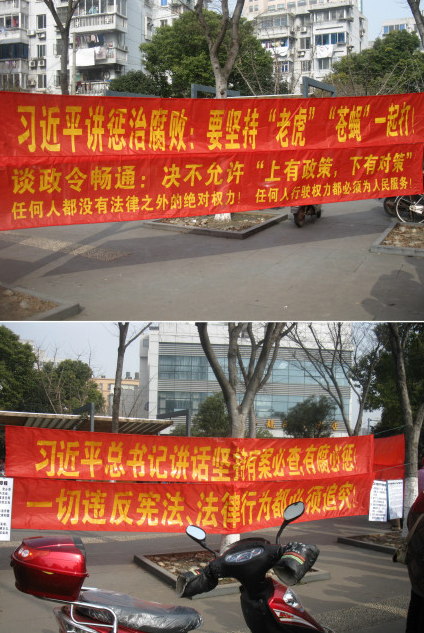 习近平讲惩治腐败：要坚持“老虎”“苍蝇”一起打！
谈政令畅通：决不允许“上有政策，下有对策”
任何人都没有法律之外的绝对权力！任何人行驶权力都必须为人民服务！
习近平总书记讲话坚持有案必查，有腐必惩！
一切违反宪法、法律行为都必须追究！